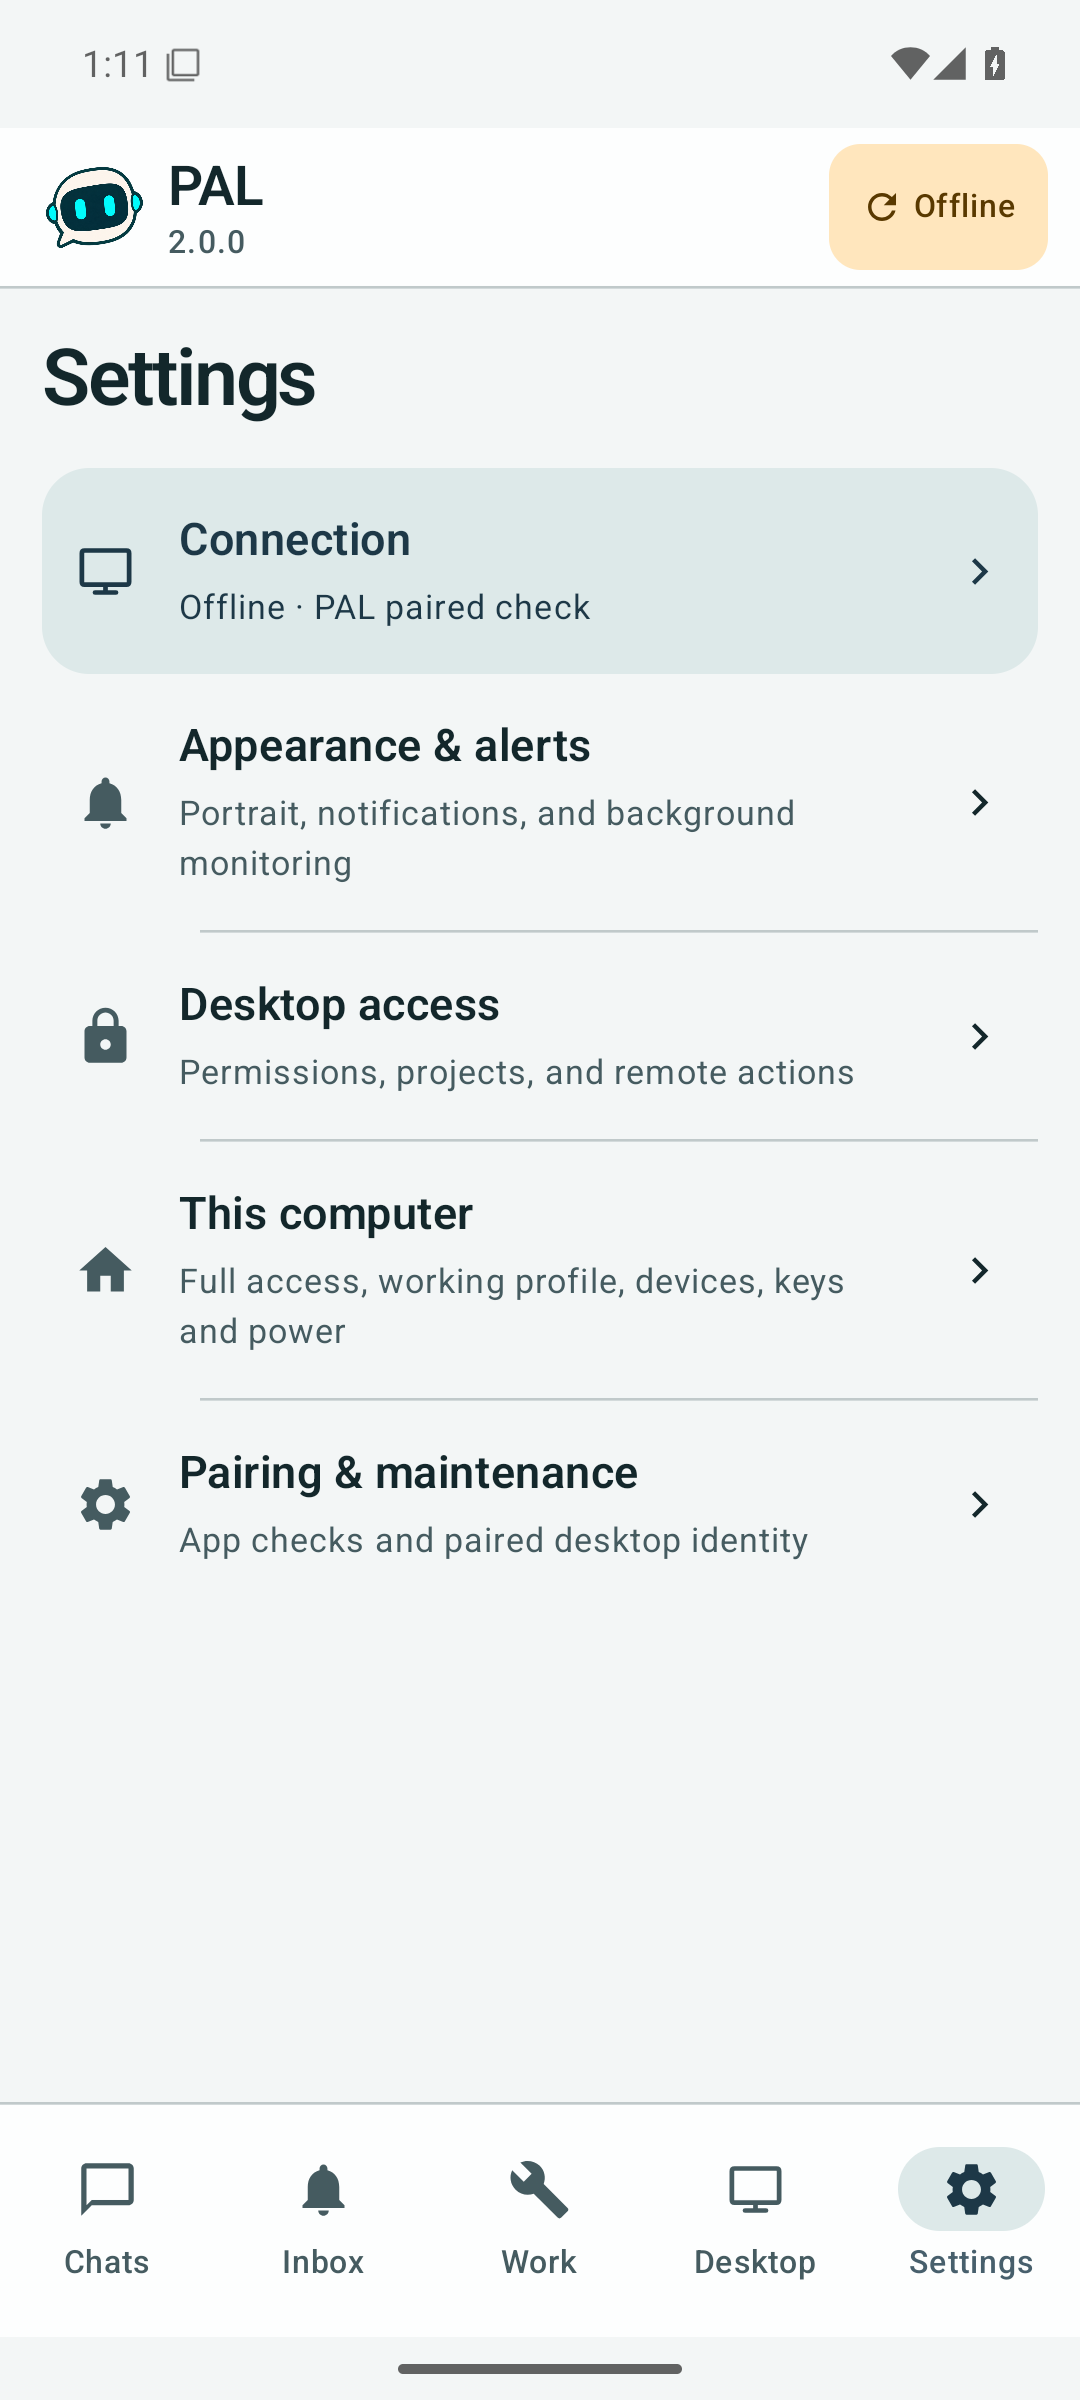 1:11
PAL
2.0.0
Offline
Settings
Connection
Offline · PAL paired check
Appearance & alerts
Portrait, notifications, and background
monitoring
Desktop access
Permissions, projects, and remote actions
This computer
Full access, working profile, devices, keys
and power
Pairing & maintenance
App checks and paired desktop identity
Chats
Inbox
Work
Desktop
Settings